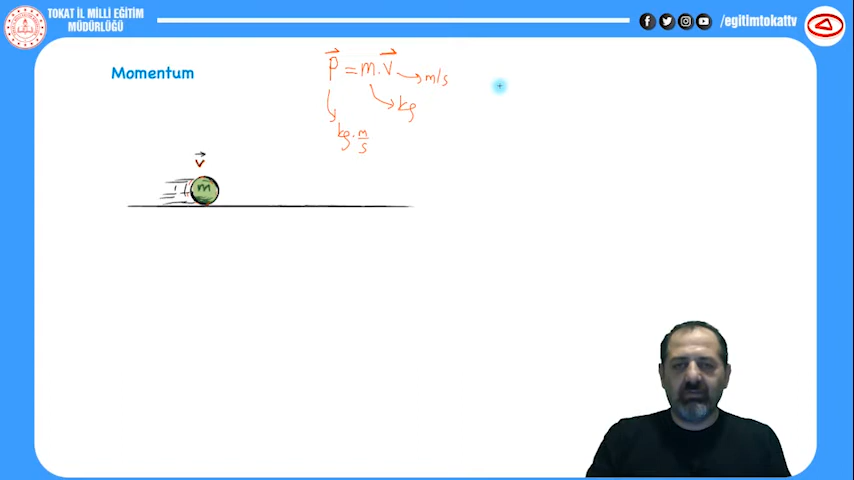 TOKAT İL MİLLİ EĞİTİM
MÜDÜRLÜĞÜ
/egitimtokattv
Momentum
P = m.v → m/s
kg
kg. m/s
v
m